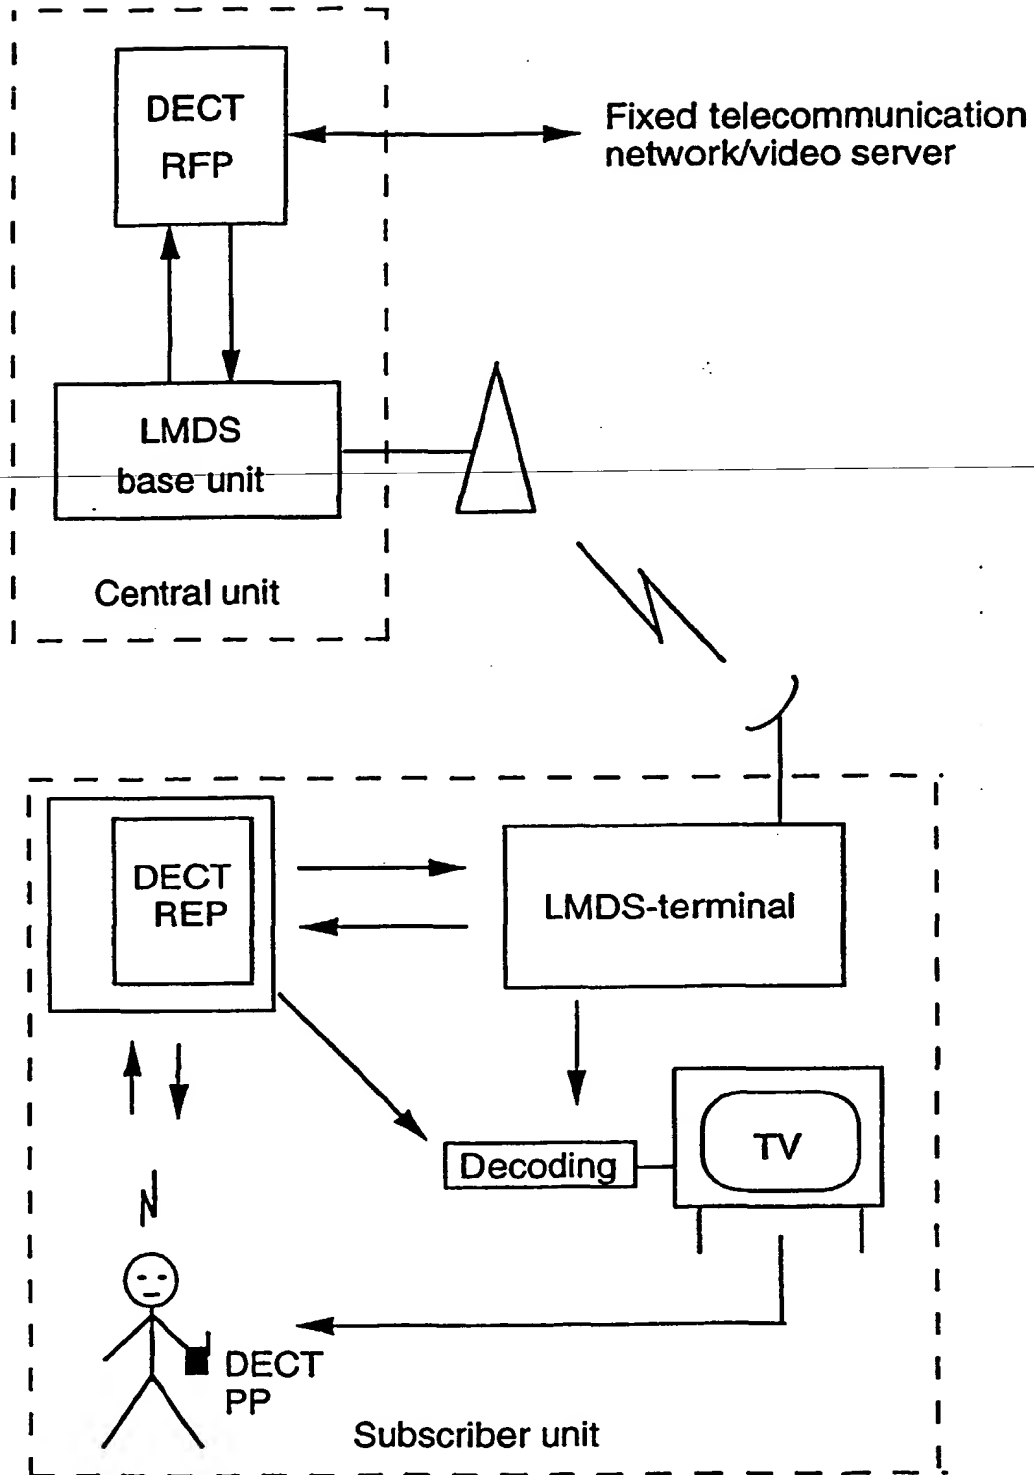 DECT
RFP
Fixed telecommunication
network/video server
LMDS
base unit
Central unit
DECT
REP
LMDS-terminal
Decoding
TV
DECT
PP
Subscriber unit